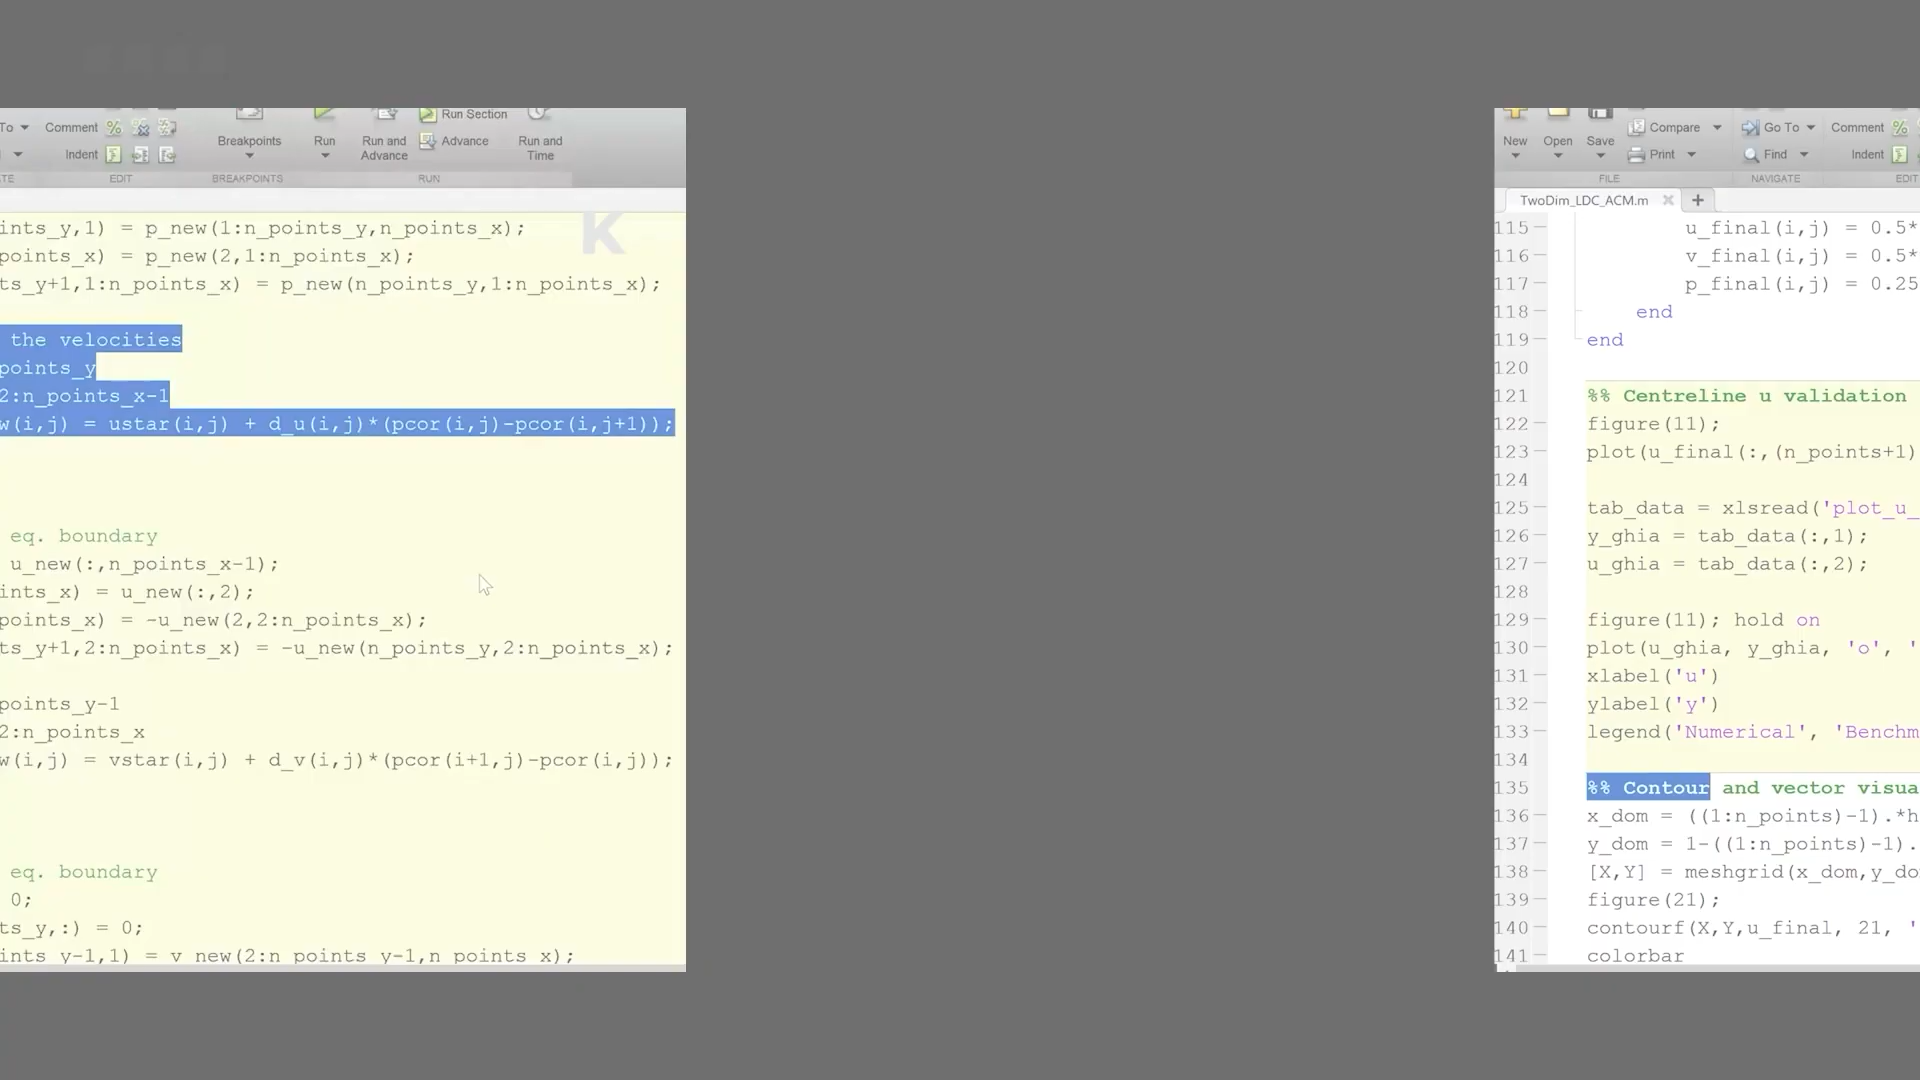 To Comment Breakpoints Run Run and Advance Run Section Advance Run and Time
Indent
EDIT BREAKPOINTS RUN
K
ints_y,1) = p_new(1:n_points_y,n_points_x);
points_x) = p_new(2,1:n_points_x);
ts_y+1,1:n_points_x) = p_new(n_points_y,1:n_points_x);
the velocities
points_y
2:n_points_x-1
w(i,j) = ustar(i,j) + d_u(i,j)*(pcor(i,j)-pcor(i,j+1));
eq. boundary
u_new(:,n_points_x-1);
ints_x) = u_new(:,2);
points_x) = -u_new(2,2:n_points_x);
ts_y+1,2:n_points_x) = -u_new(n_points_y,2:n_points_x);
points_y-1
2:n_points_x
w(i,j) = vstar(i,j) + d_v(i,j)*(pcor(i+1,j)-pcor(i,j));
eq. boundary
0;
ts_y,:) = 0;
ints_y-1,1) = v_new(2:n_points_y-1,n_points_x);
New Open Save Compare Go To Comment
Print Find Indent
FILE NAVIGATE EDIT
TwoDim_LDC_ACM.m
115 u_final(i,j) = 0.5*
116 v_final(i,j) = 0.5*
117 p_final(i,j) = 0.25
118 end
119 end
120
121 %% Centreline u validation
122 figure(11);
123 plot(u_final(:,(n_points+1)
124
125 tab_data = xlsread('plot_u_
126 y_ghia = tab_data(:,1);
127 u_ghia = tab_data(:,2);
128
129 figure(11); hold on
130 plot(u_ghia, y_ghia, 'o', '
131 xlabel('u')
132 ylabel('y')
133 legend('Numerical', 'Benchm
134
135 %% Contour and vector visua
136 x_dom = ((1:n_points)-1).*h
137 y_dom = 1-((1:n_points)-1).
138 [X,Y] = meshgrid(x_dom,y_do
139 figure(21);
140 contourf(X,Y,u_final, 21, '
141 colorbar